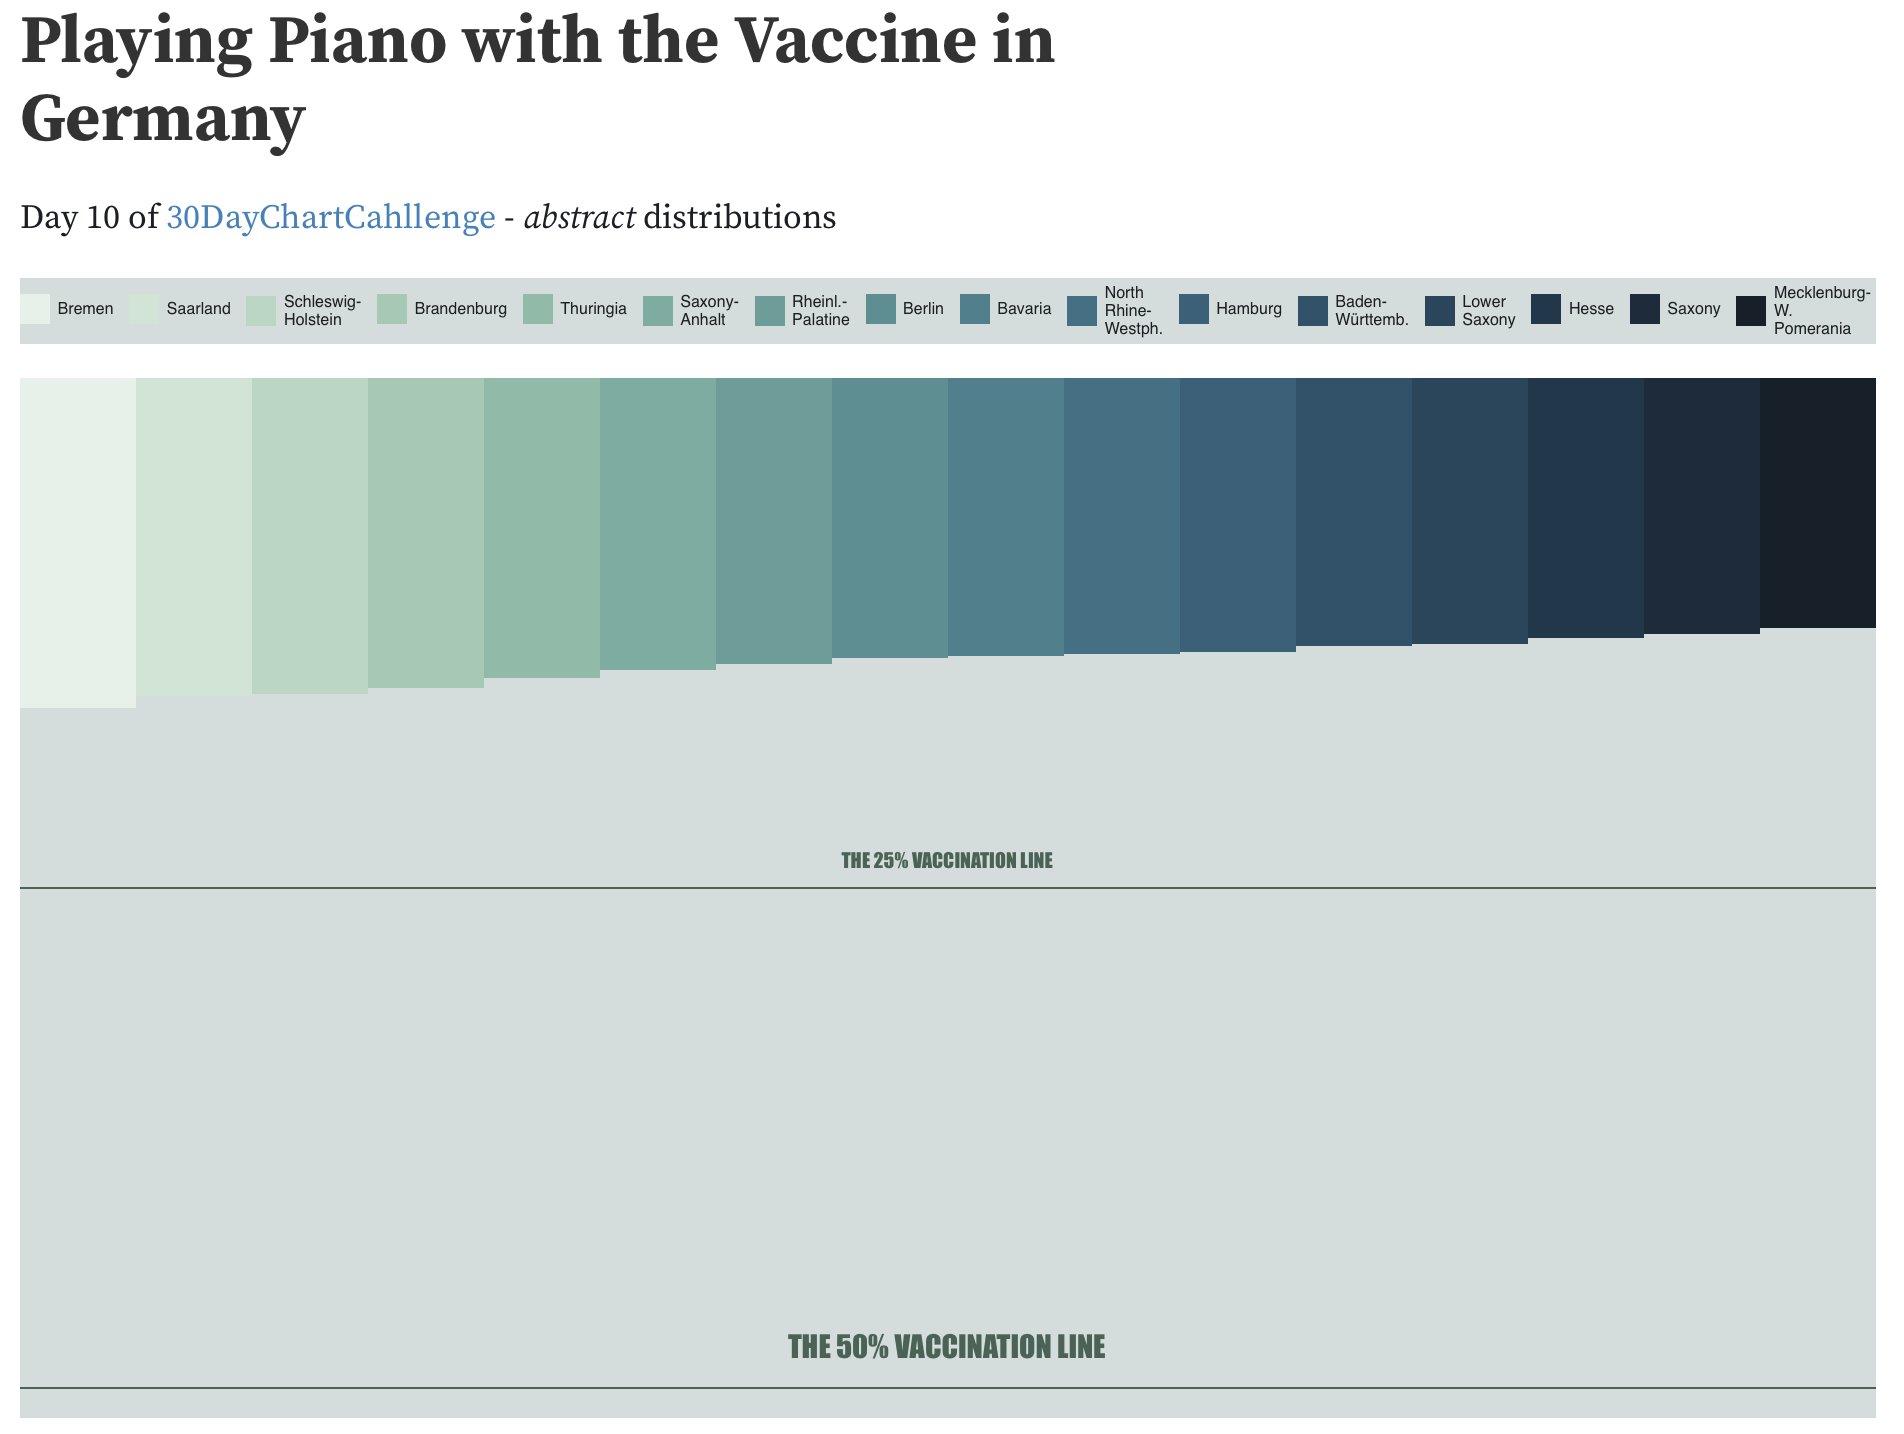 Playing Piano with the Vaccine in
Germany
Day 10 of 30DayChartCahllenge - abstract distributions
Bremen
Saarland
Schleswig-
Holstein
Brandenburg
Thuringia
Saxony-
Anhalt
Rheinl.-
Palatine
Berlin
Bavaria
North
Rhine-
Westph.
Hamburg
Baden-
Württemb.
Lower
Saxony
Hesse
Saxony
Mecklenburg-
W.
Pomerania
THE 25% VACCINATION LINE
THE 50% VACCINATION LINE